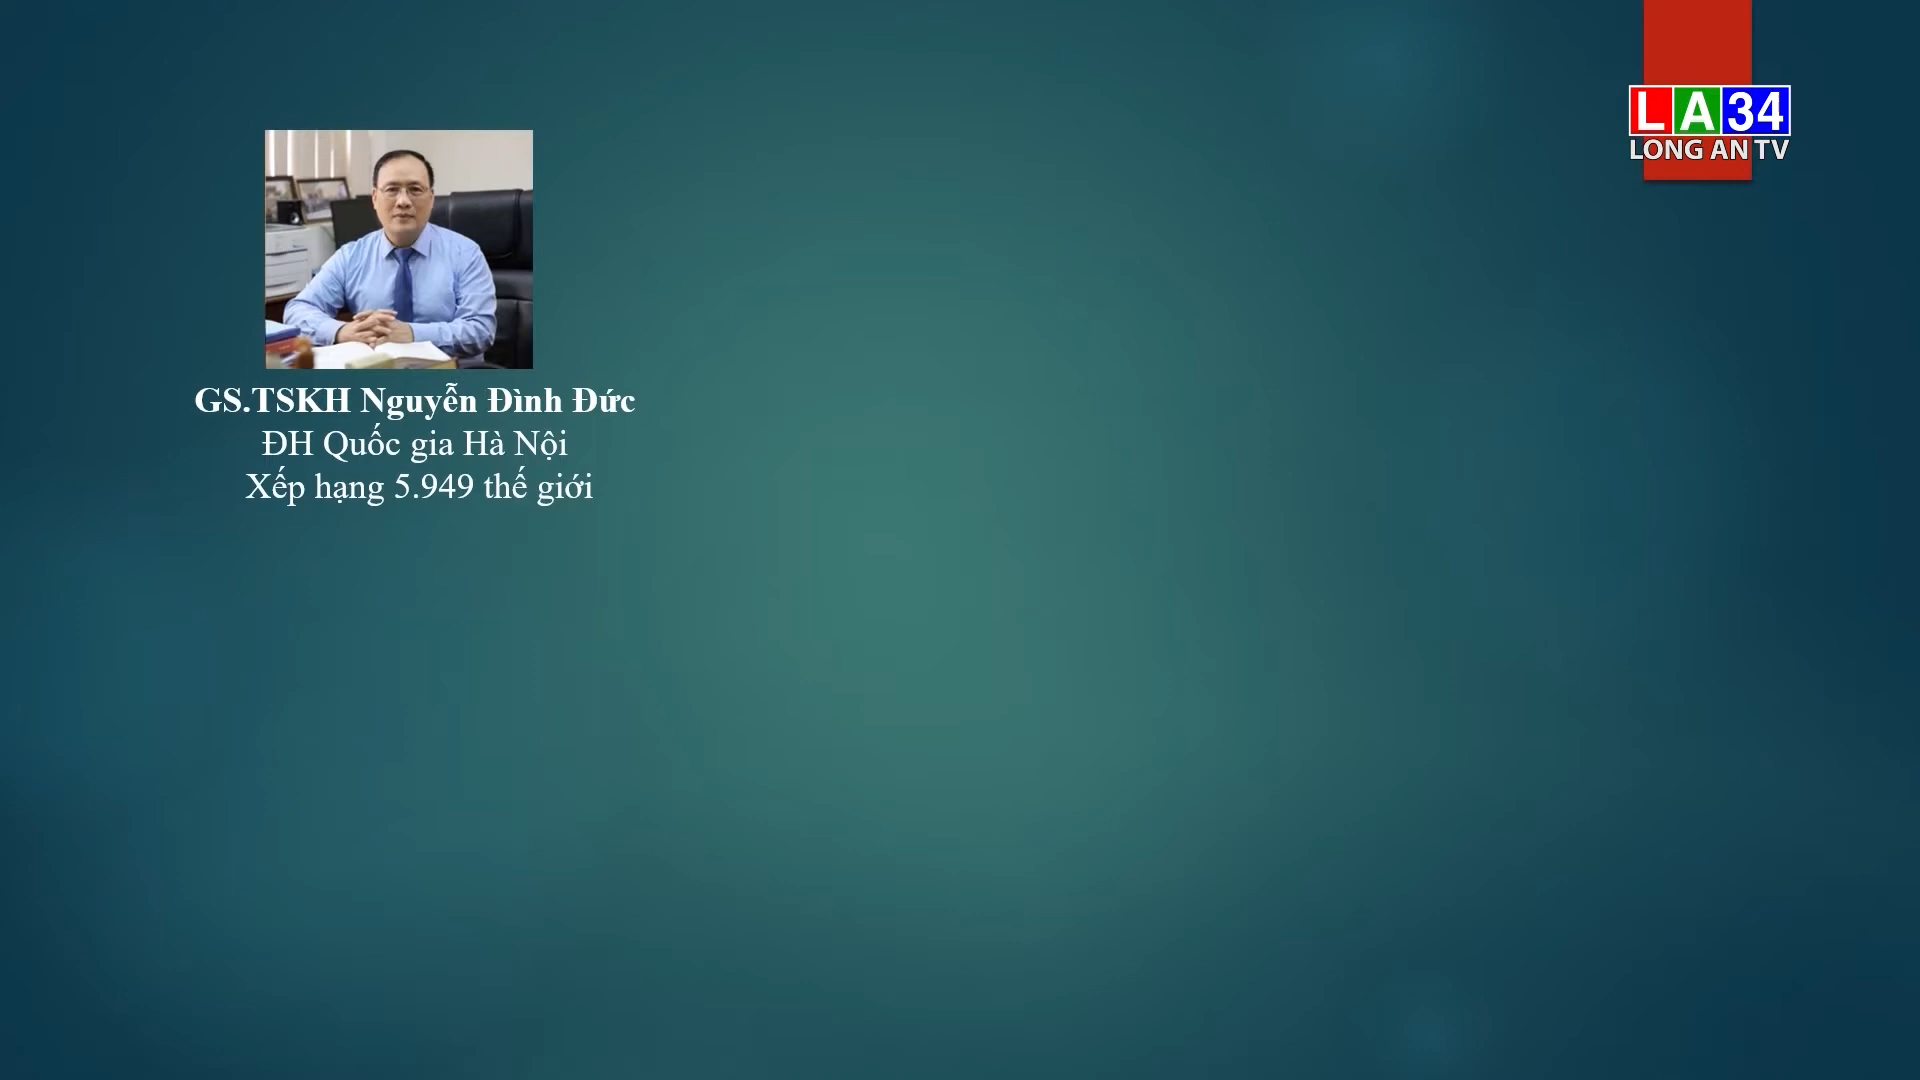 LA34
LONG AN TV
GS.TSKH Nguyễn Đình Đức
ĐH Quốc gia Hà Nội
Xếp hạng 5.949 thế giới